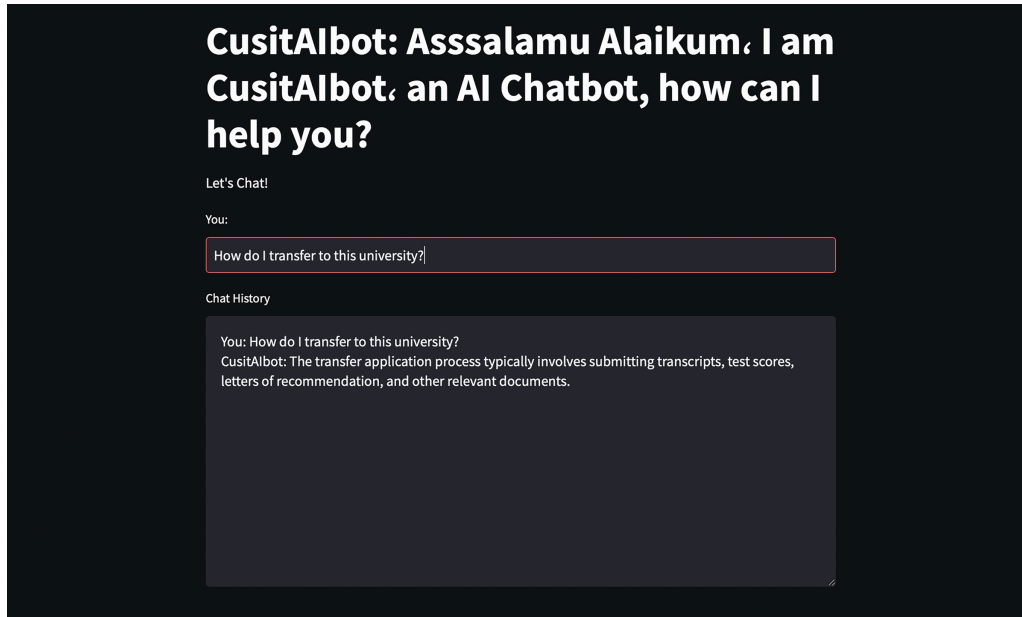 CusitAIbot: Asssalamu Alaikum، I am
CusitAIbot، an AI Chatbot, how can I
help you?
Let's Chat!
You:
How do I transfer to this university?
Chat History
You: How do I transfer to this university?
CusitAIbot: The transfer application process typically involves submitting transcripts, test scores,
letters of recommendation, and other relevant documents.